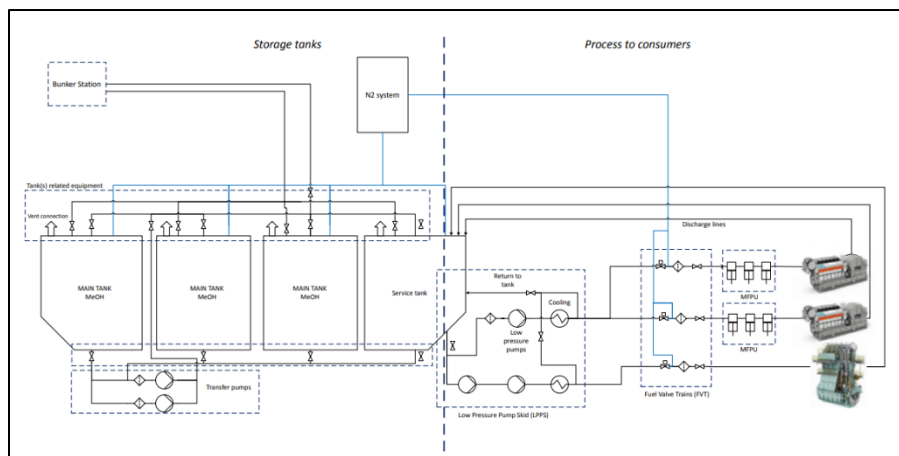 Storage tanks
Process to consumers
Bunker Station
N2 system
Tank(s) related equipment
Vent connection
Discharge lines
MAIN TANK
MeOH
MAIN TANK
MeOH
MAIN TANK
MeOH
Service tank
Return to
tank
Cooling
Low
pressure
pumps
MFPU
MFPU
Transfer pumps
Low Pressure Pump Skid (LPPS)
Fuel Valve Trains (FVT)